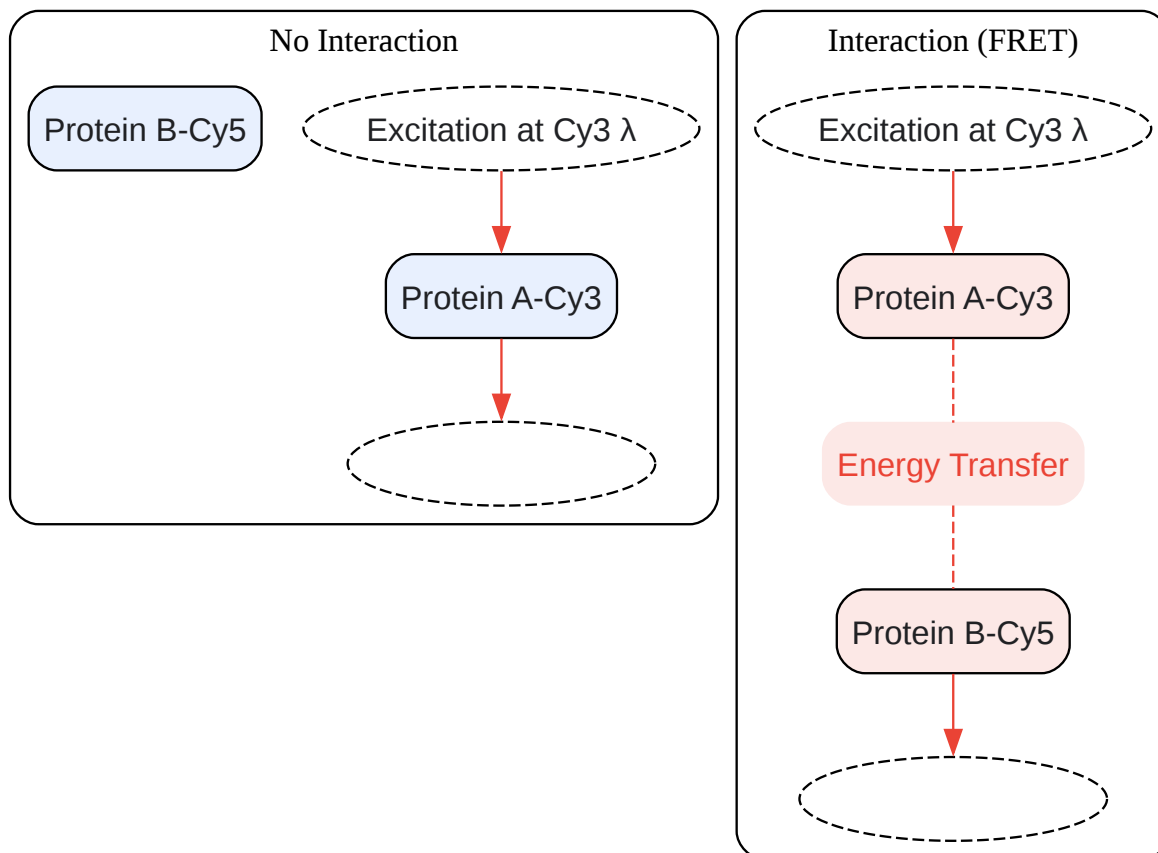 No Interaction
Protein B-Cy5
Excitation at Cy3 λ
Protein A-Cy3
Interaction (FRET)
Excitation at Cy3 λ
Protein A-Cy3
Energy Transfer
Protein B-Cy5